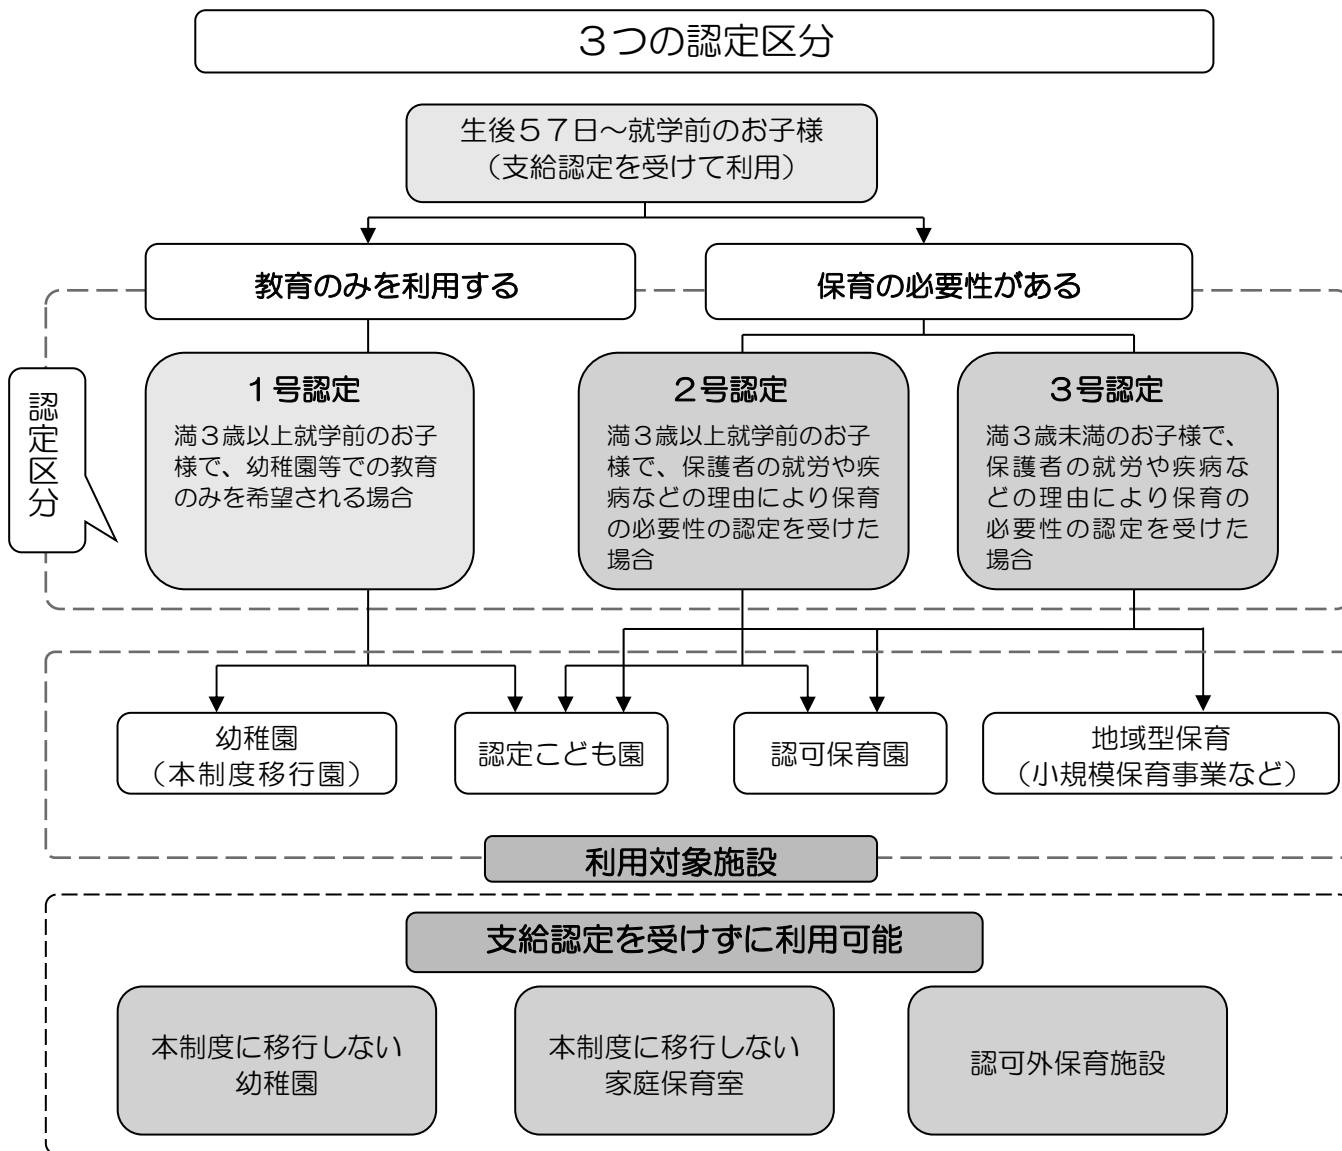 ３つの認定区分
生後５７日～就学前のお子様
（支給認定を受けて利用）
教育のみを利用する
保育の必要性がある
認定区分
１号認定
満３歳以上就学前のお子
様で、幼稚園等での教育
のみを希望される場合
２号認定
満３歳以上就学前のお子
様で、保護者の就労や疾
病などの理由により保育
の必要性の認定を受けた
場合
３号認定
満３歳未満のお子様で、
保護者の就労や疾病な
どの理由により保育の
必要性の認定を受けた
場合
幼稚園
（本制度移行園）
認定こども園
認可保育園
地域型保育
（小規模保育事業など）
利用対象施設
支給認定を受けずに利用可能
本制度に移行しない
幼稚園
本制度に移行しない
家庭保育室
認可外保育施設